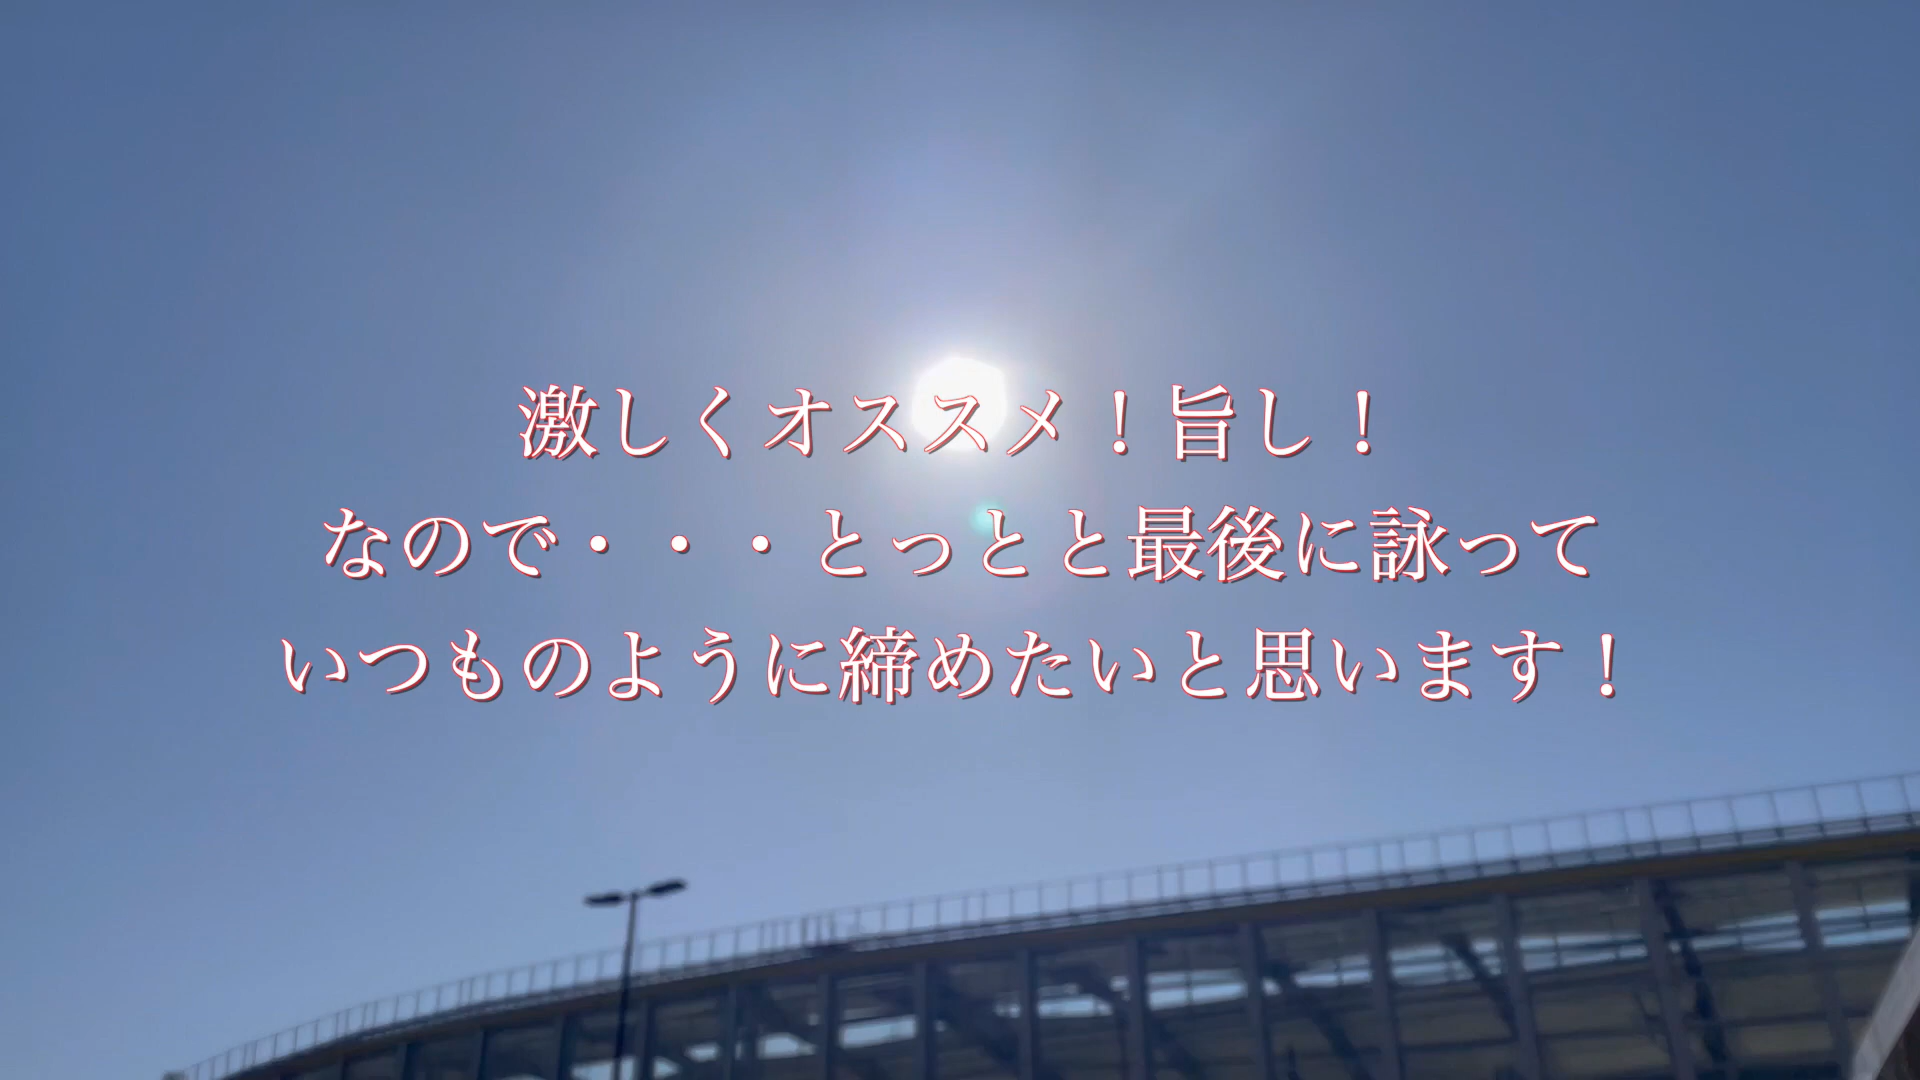 激しくオススメ！旨し！
なので・・・とっとと最後に詠って
いつものように締めたいと思います！